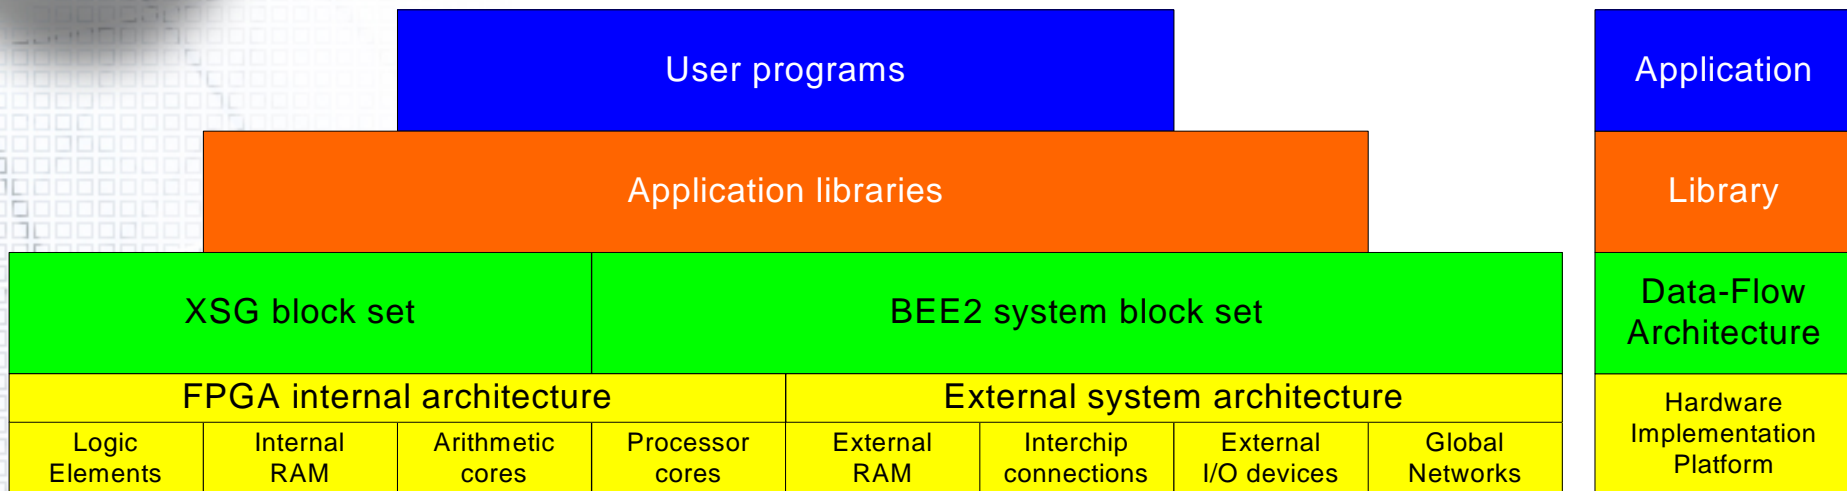 User programs
Application
Application libraries
Library
XSG block set
BEE2 system block set
Data-Flow
Architecture
FPGA internal architecture
External system architecture
Hardware
Implementation
Platform
Logic
Elements
Internal
RAM
Arithmetic
cores
Processor
cores
External
RAM
Interchip
connections
External
I/O devices
Global
Networks